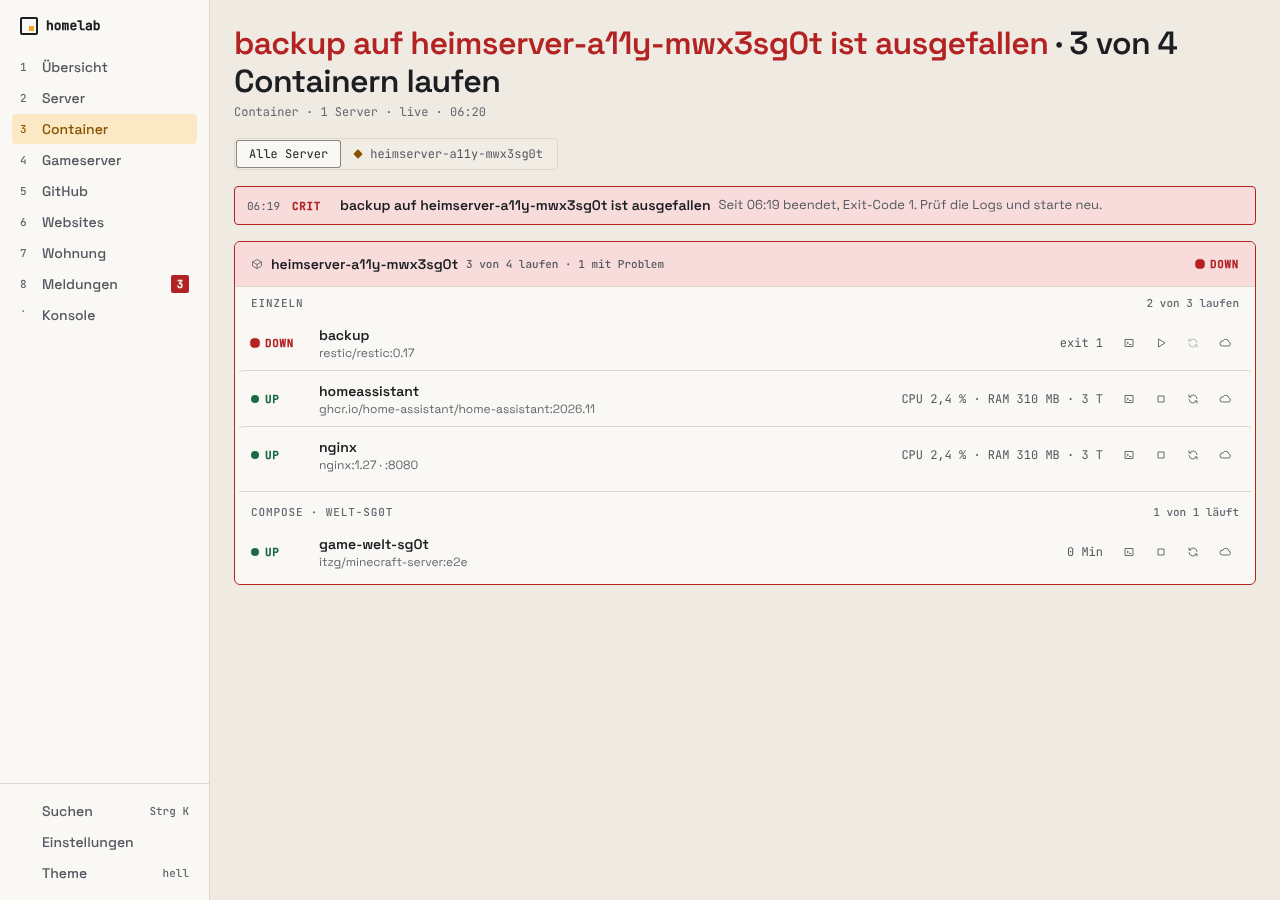 homelab
1 Übersicht
2 Server
3 Container
4 Gameserver
5 GitHub
6 Websites
7 Wohnung
8 Meldungen 3
` Konsole
Suchen Strg K
Einstellungen
Theme hell
backup auf heimserver-a11y-mwx3sg0t ist ausgefallen · 3 von 4
Containern laufen
Container · 1 Server · live · 06:20
Alle Server ◆ heimserver-a11y-mwx3sg0t
06:19 CRIT backup auf heimserver-a11y-mwx3sg0t ist ausgefallen Seit 06:19 beendet, Exit-Code 1. Prüf die Logs und starte neu.
heimserver-a11y-mwx3sg0t 3 von 4 laufen · 1 mit Problem DOWN
EINZELN 2 von 3 laufen
DOWN backup exit 1
restic/restic:0.17
UP homeassistant CPU 2,4 % · RAM 310 MB · 3 T
ghcr.io/home-assistant/home-assistant:2026.11
UP nginx CPU 2,4 % · RAM 310 MB · 3 T
nginx:1.27 · :8080
COMPOSE · WELT-SG0T 1 von 1 läuft
UP game-welt-sg0t 0 Min
itzg/minecraft-server:e2e